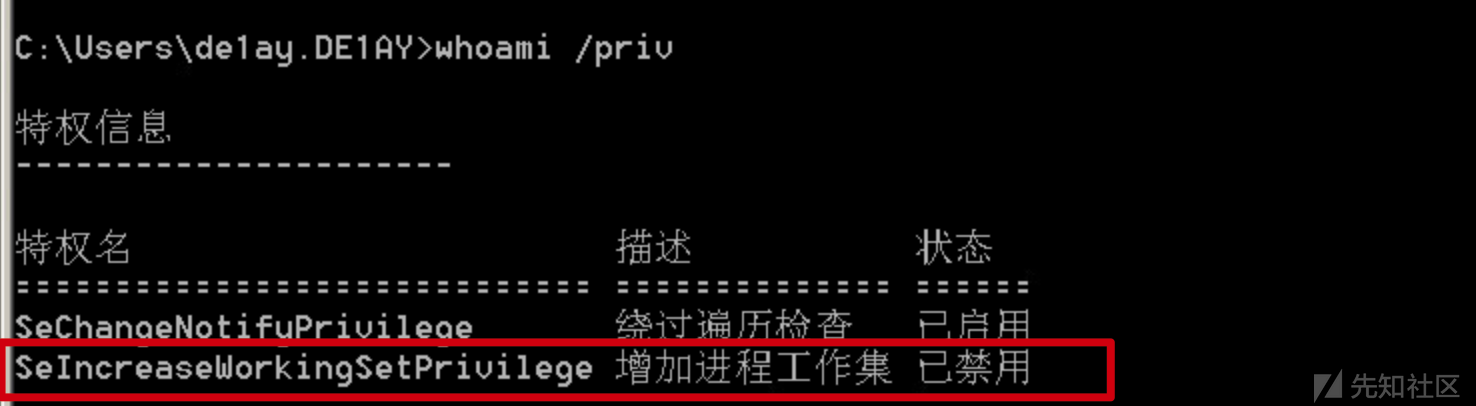 C:\Users\de1ay.DE1AY>whoami /priv
特权信息
----------------------
特权名 描述 状态
============================= ============== ======
SeChangeNotifyPrivilege 绕过遍历检查 已启用
SeIncreaseWorkingSetPrivilege 增加进程工作集 已禁用
先知社区